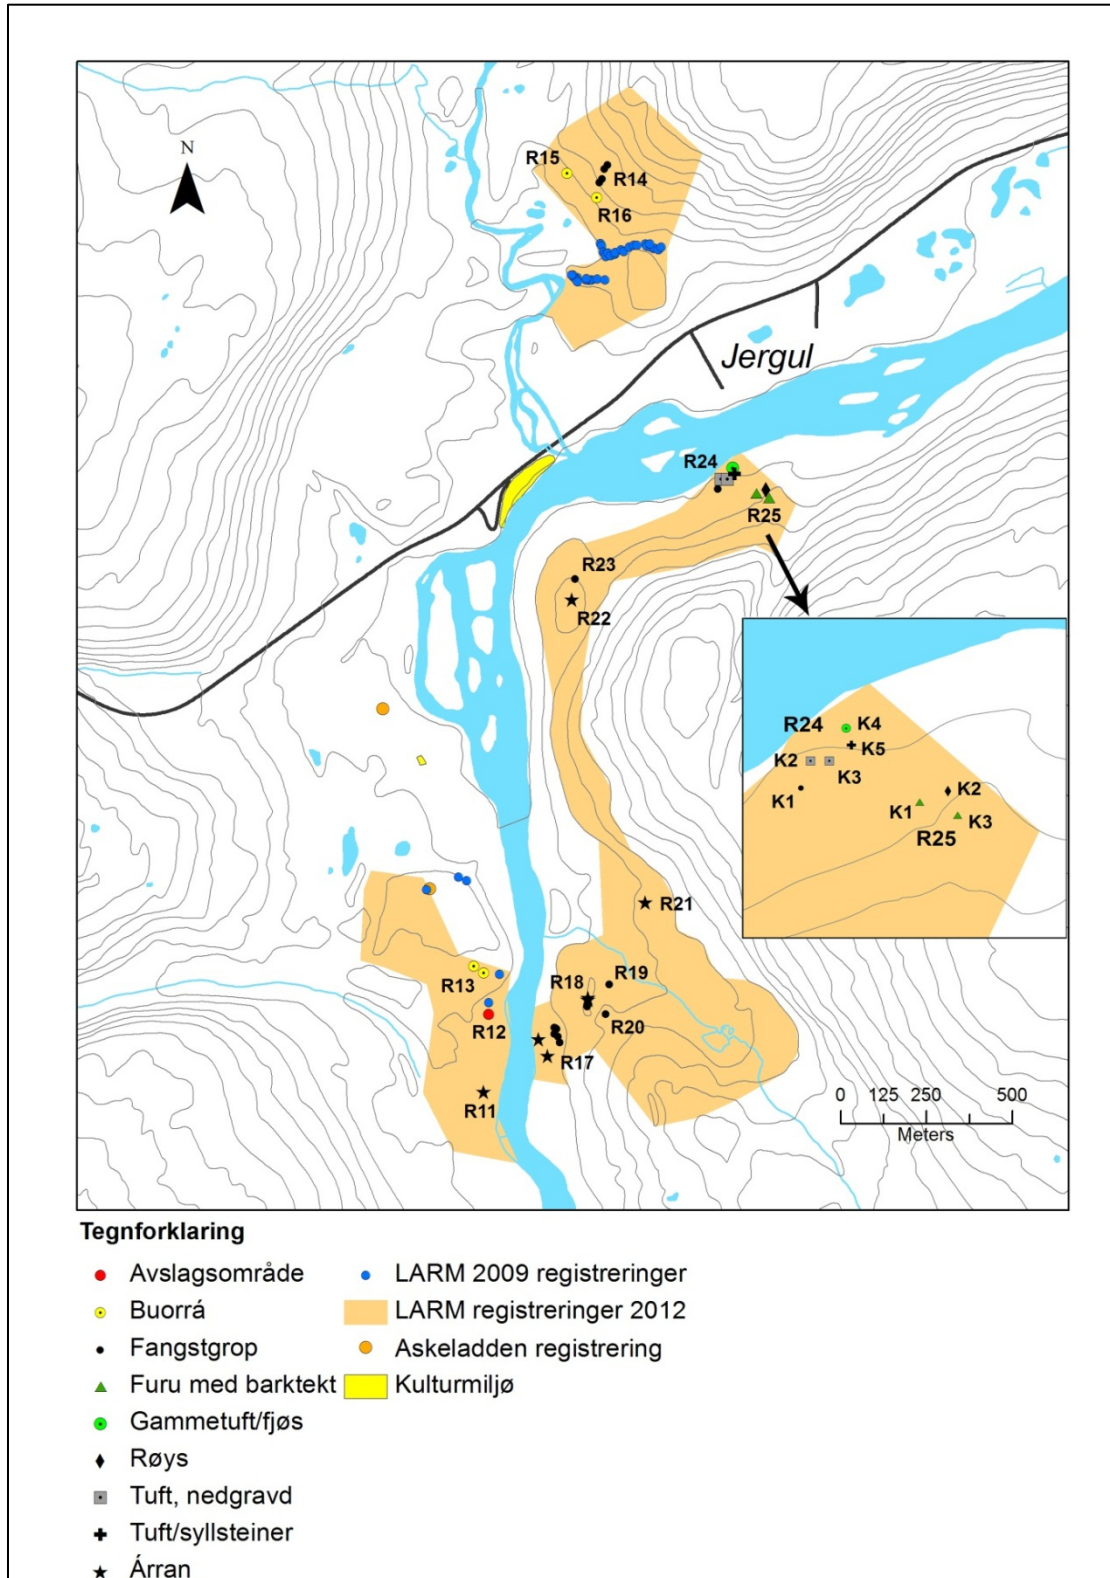 N
R15
R14
R16
Jergul
R24
R25
R23
R22
R24
K4
K5
K2
K3
K1
K2
K1
K3
R25
R21
R13
R18
R19
R12
R20
R17
R11
0 125 250 500
Meters
Tegnforklaring
Avslagsområde
LARM 2009 registreringer
Buorrá
LARM registreringer 2012
Fangstgrop
Askeladden registrering
Furu med barktekt
Kulturmiljø
Gammetuft/fjøs
Røys
Tuft, nedgravd
Tuft/syllsteiner
Árran